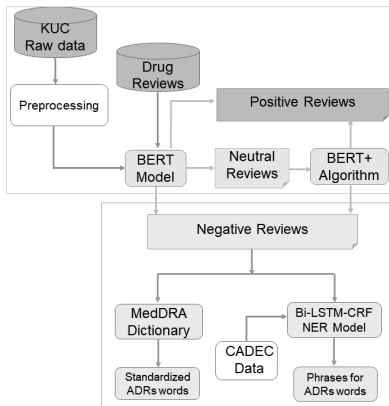 KUC
Raw data
Drug
Reviews
Preprocessing
Positive Reviews
BERT
Model
Neutral
Reviews
BERT+
Algorithm
Negative Reviews
MedDRA
Dictionary
Bi-LSTM-CRF
NER Model
CADEC
Data
Standardized
ADRs words
Phrases for
ADRs words